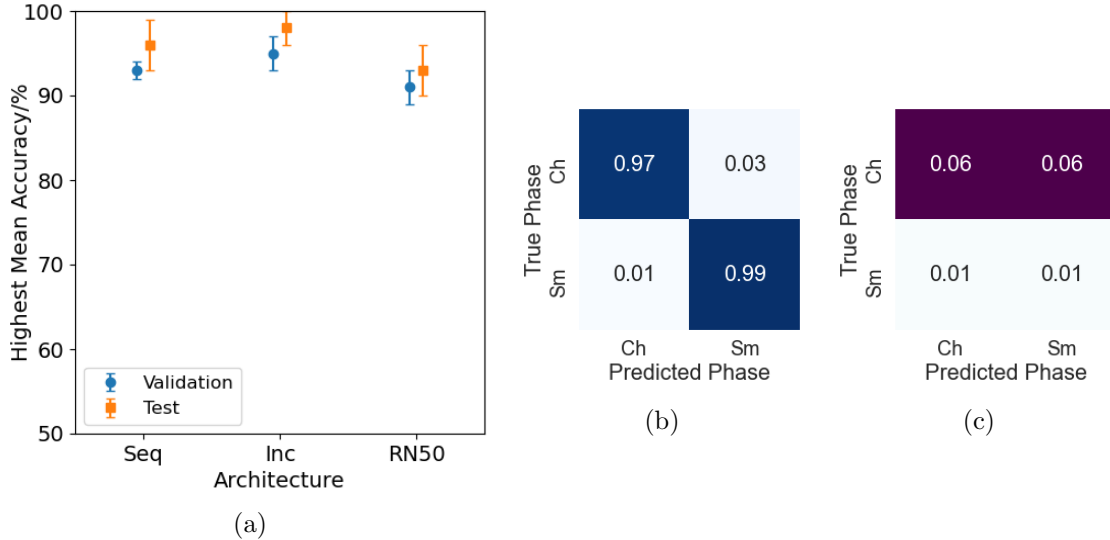 100
90
80
70
60
50
Highest Mean Accuracy/%
Validation
Test
Seq Inc RN50
Architecture
(a)
True Phase
Ch
Sm
0.97 0.03
0.01 0.99
Ch Sm
Predicted Phase
(b)
True Phase
Ch
Sm
0.06 0.06
0.01 0.01
Ch Sm
Predicted Phase
(c)